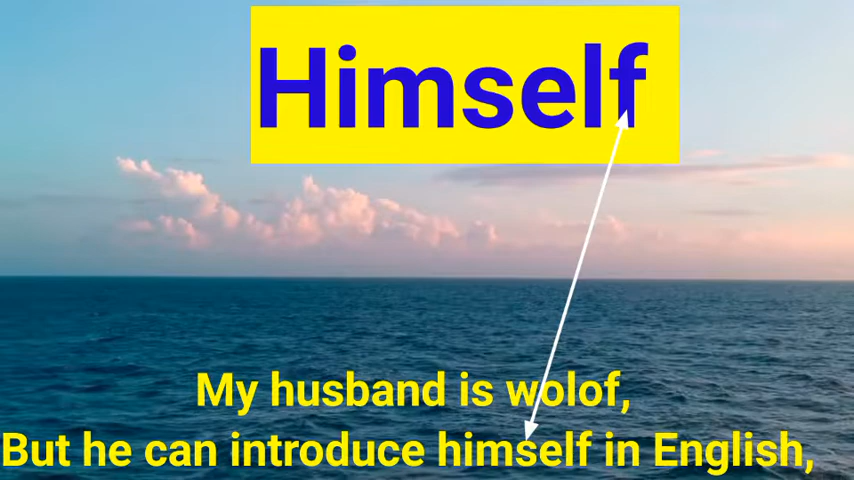 Himself
My husband is wolof,
But he can introduce himself in English,